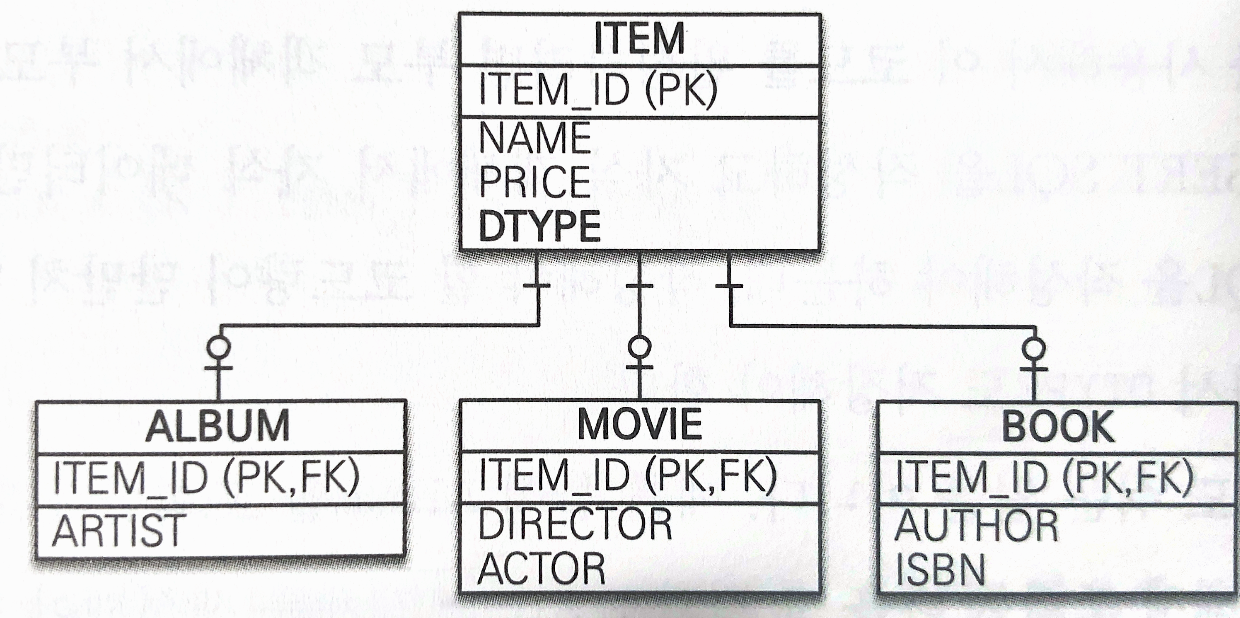 ITEM
ITEM_ID (PK)
NAME
PRICE
DTYPE
ALBUM
ITEM_ID (PK,FK)
ARTIST
MOVIE
ITEM_ID (PK,FK)
DIRECTOR
ACTOR
BOOK
ITEM_ID (PK,FK)
AUTHOR
ISBN